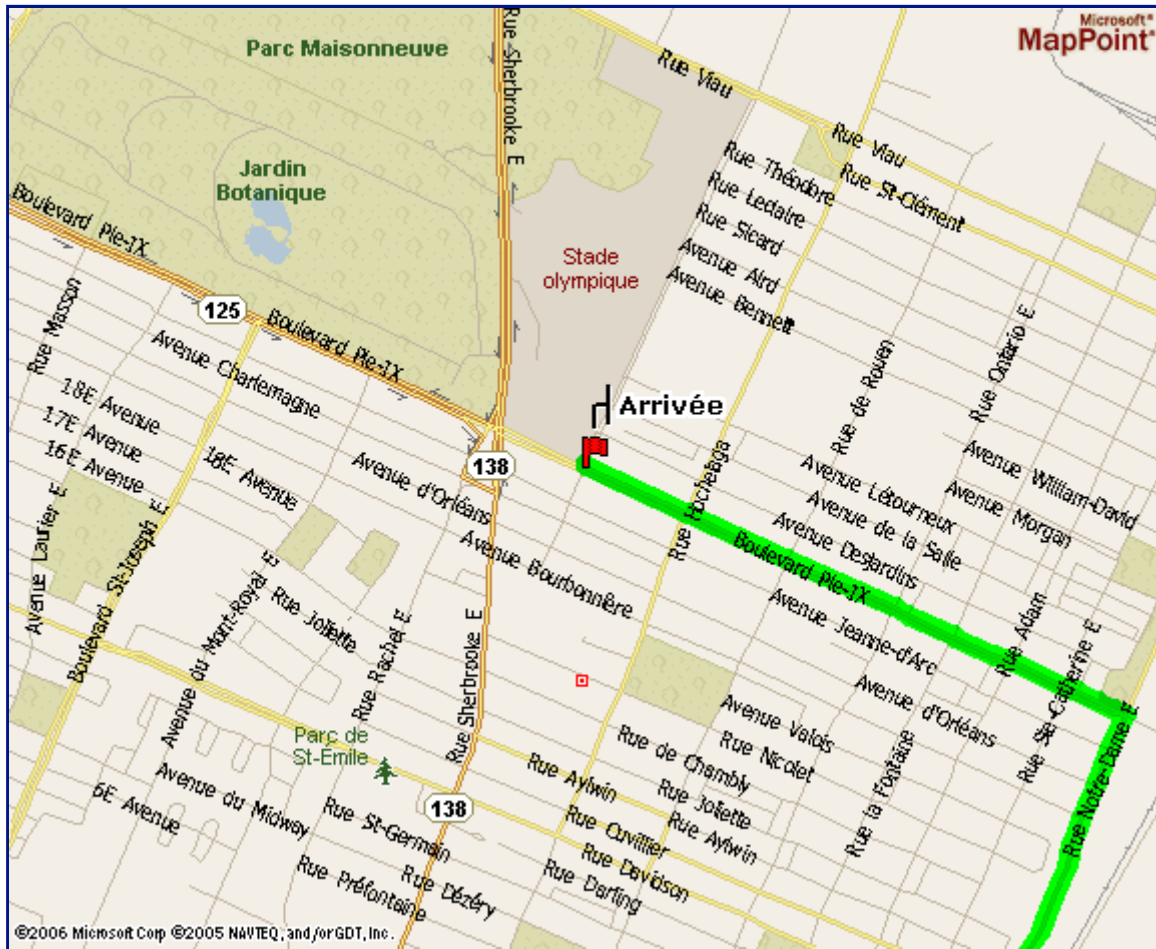 Microsoft®
MapPoint®
Parc Maisonneuve
Rue Sherbrooke E
Rue Viau
Rue Viau
Rue St-Clément
Jardin
Botanique
Rue Théodore
Rue Leclaire
Rue Sicard
Avenue Aird
Avenue Bennett
Boulevard Pie-IX
Stade
olympique
125
Boulevard Pie-IX
Rue Masson
Avenue Charlemagne
Rue Ontario E
Rue de Rouen
Arrivée
18E Avenue
17E Avenue
16E Avenue
18E Avenue
138
Avenue d'Orléans
Rue Hochelaga
Avenue William-David
Avenue Morgan
Avenue Létourneux
Avenue de la Salle
Avenue Desjardins
Boulevard Pie-IX
Avenue Laurier E
Boulevard St-Joseph E
Avenue du Mont-Royal E
Rue Joliette
Rue Rachel E
Rue Sherbrooke E
Avenue Bourbonnière
Avenue Jeanne-d'Arc
Rue Adam
Rue Ste-Catherine E
Avenue d'Orléans
Avenue Valois
Rue Nicolet
Rue de Chambly
Rue Joliette
Rue Aylwin
Rue la Fontaine
Rue Notre-Dame E
Parc de
St-Émile
Rue Aylwin
Rue Cuvillier
Rue Davidson
Rue Darling
138
Avenue du Midway
6E Avenue
Rue St-Germain
Rue Dézéry
Rue Préfontaine
©2006 Microsoft Corp ©2005 NAVTEQ, and/or GDT, Inc.